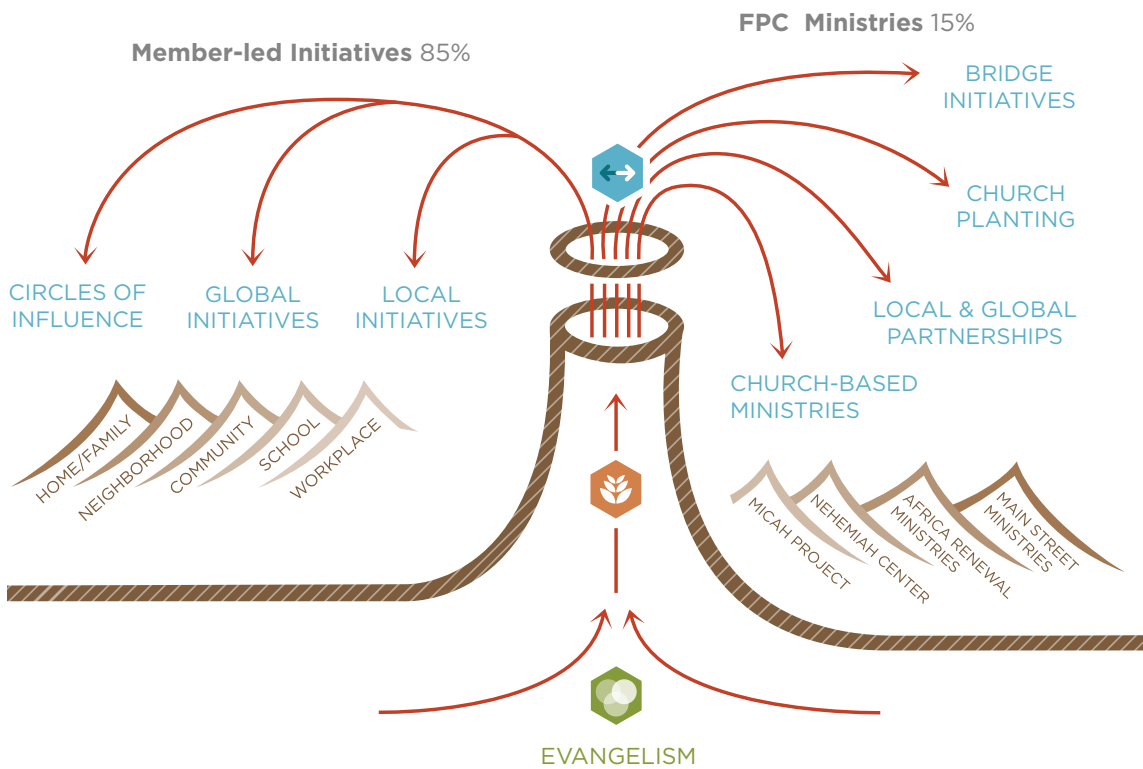 FPC Ministries 15%
Member-led Initiatives 85%
BRIDGE
INITIATIVES
CHURCH
PLANTING
CIRCLES OF
INFLUENCE
GLOBAL
INITIATIVES
LOCAL
INITIATIVES
LOCAL & GLOBAL
PARTNERSHIPS
CHURCH-BASED
MINISTRIES
HOME/FAMILY
NEIGHBORHOOD
COMMUNITY
SCHOOL
WORKPLACE
MICAH PROJECT
NEHEMIAH CENTER
AFRICA RENEWAL
MINISTRIES
MAIN STREET
MINISTRIES
EVANGELISM